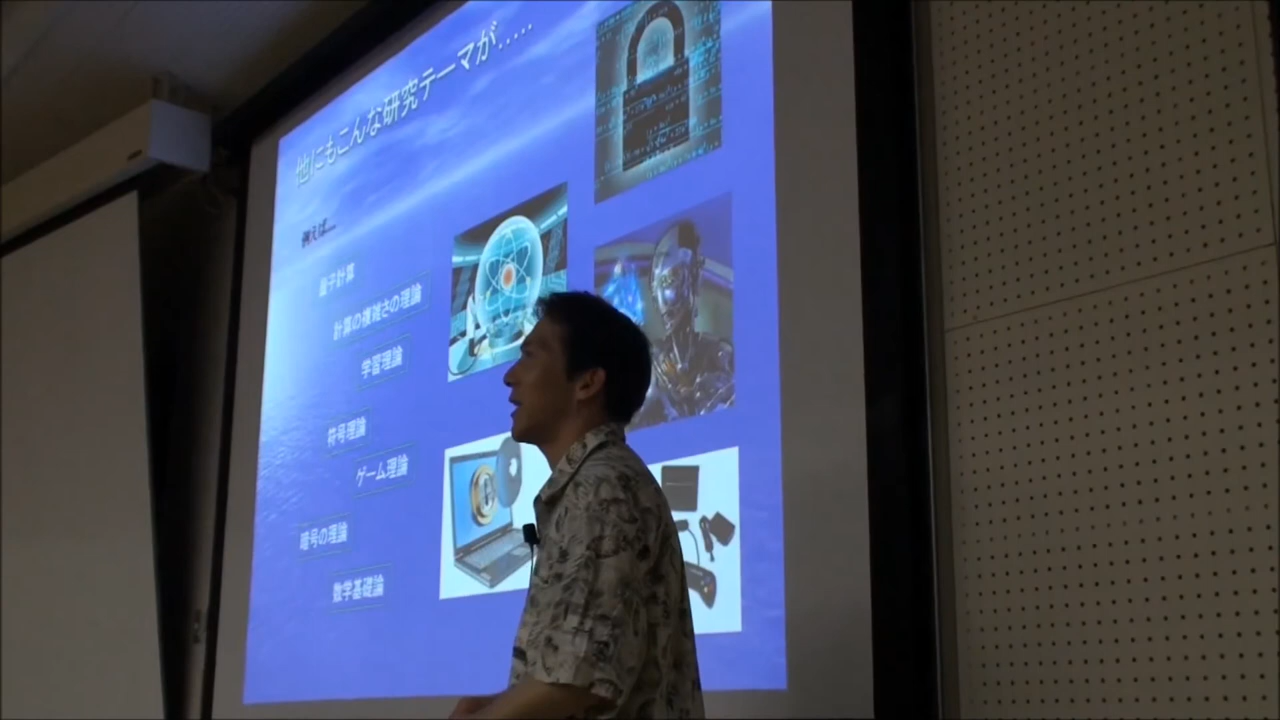 他にもこんな研究テーマが.....
例えば...
量子計算
計算の複雑さの理論
学習理論
符号理論
ゲーム理論
暗号の理論
数学基礎論